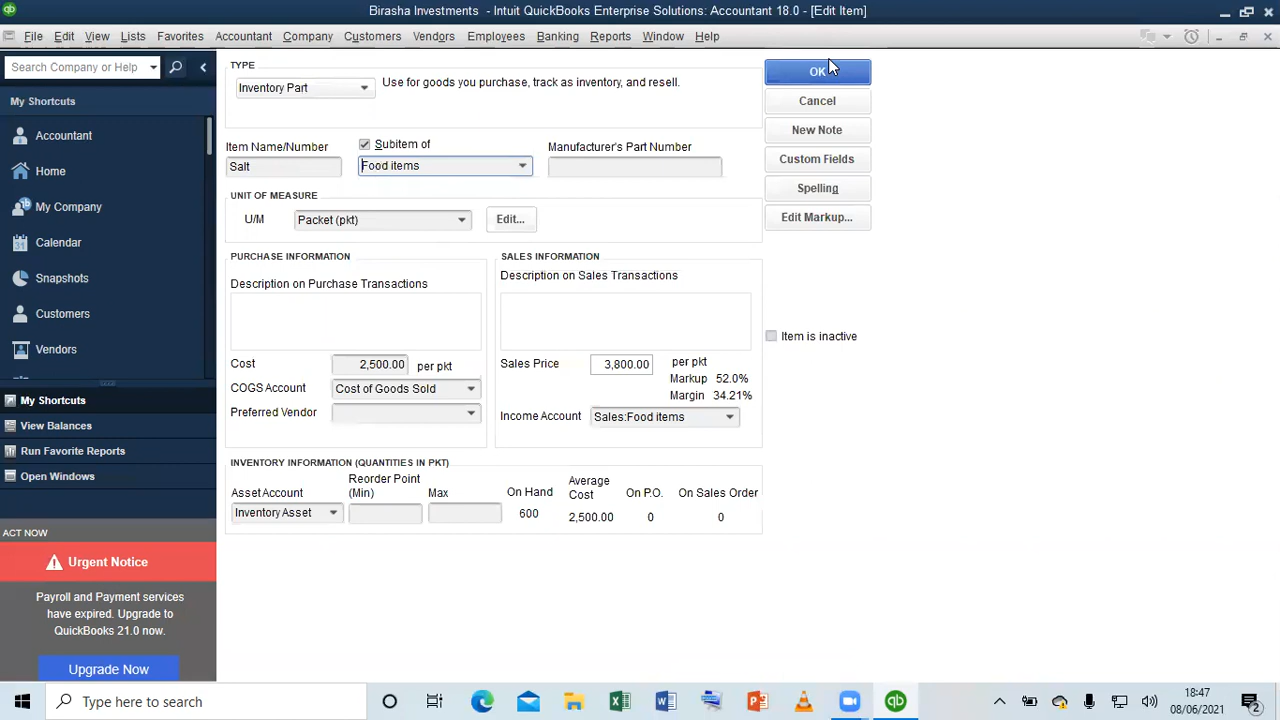 Birasha Investments - Intuit QuickBooks Enterprise Solutions: Accountant 18.0 - [Edit Item]
File Edit View Lists Favorites Accountant Company Customers Vendors Employees Banking Reports Window Help
Search Company or Help
My Shortcuts
Accountant
Home
My Company
Calendar
Snapshots
Customers
Vendors
My Shortcuts
View Balances
Run Favorite Reports
Open Windows
ACT NOW
Urgent Notice
Payroll and Payment services
have expired. Upgrade to
QuickBooks 21.0 now.
Upgrade Now
TYPE
Inventory Part
Use for goods you purchase, track as inventory, and resell.
Item Name/Number
Subitem of
Manufacturer's Part Number
Salt
Food items
UNIT OF MEASURE
U/M
Packet (pkt)
Edit...
PURCHASE INFORMATION
Description on Purchase Transactions
Cost
2,500.00
per pkt
COGS Account
Cost of Goods Sold
Preferred Vendor
SALES INFORMATION
Description on Sales Transactions
Sales Price
3,800.00
per pkt
Markup 52.0%
Margin 34.21%
Income Account
Sales:Food items
INVENTORY INFORMATION (QUANTITIES IN PKT)
Asset Account
Reorder Point
(Min)
Max
On Hand
Average
Cost
On P.O.
On Sales Order
Inventory Asset
600
2,500.00
0
0
OK
Cancel
New Note
Custom Fields
Spelling
Edit Markup...
Item is inactive
Type here to search
18:47
08/06/2021
2